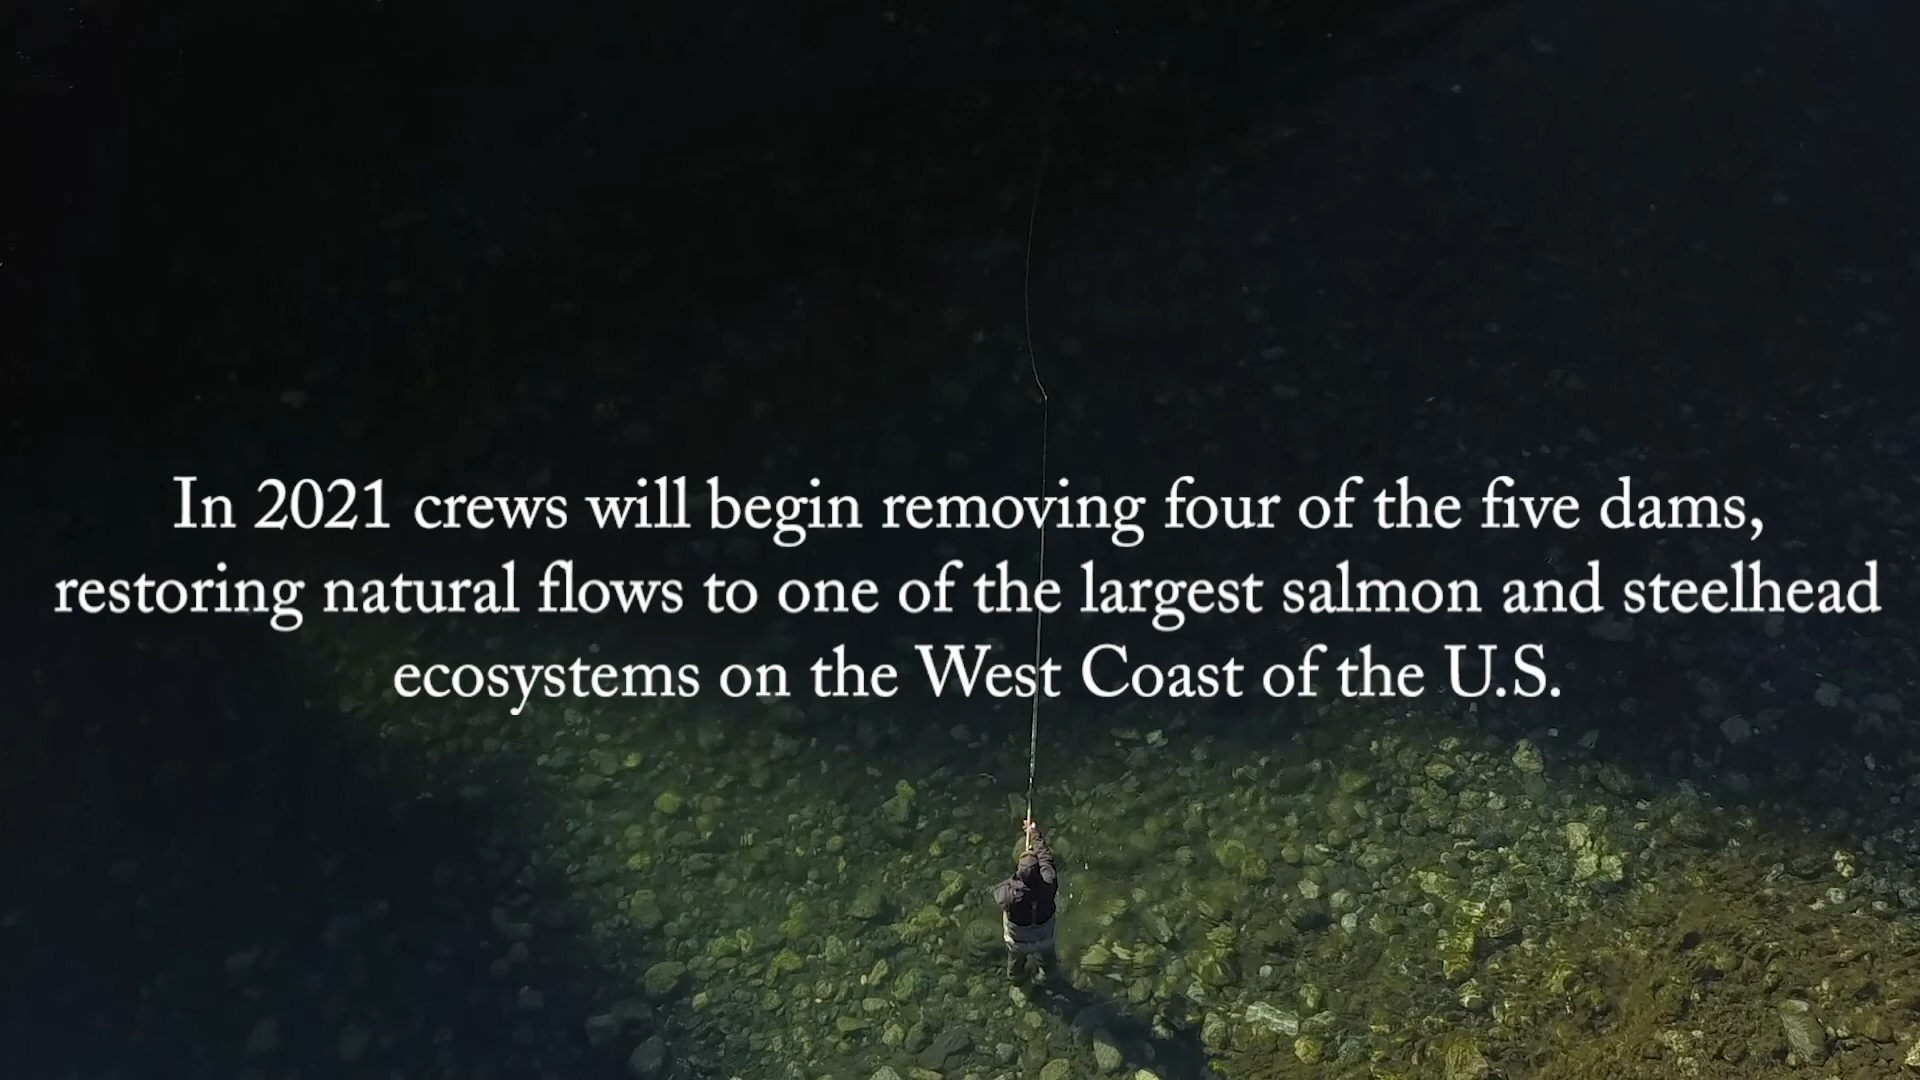 In 2021 crews will begin removing four of the five dams,
restoring natural flows to one of the largest salmon and steelhead
ecosystems on the West Coast of the U.S.